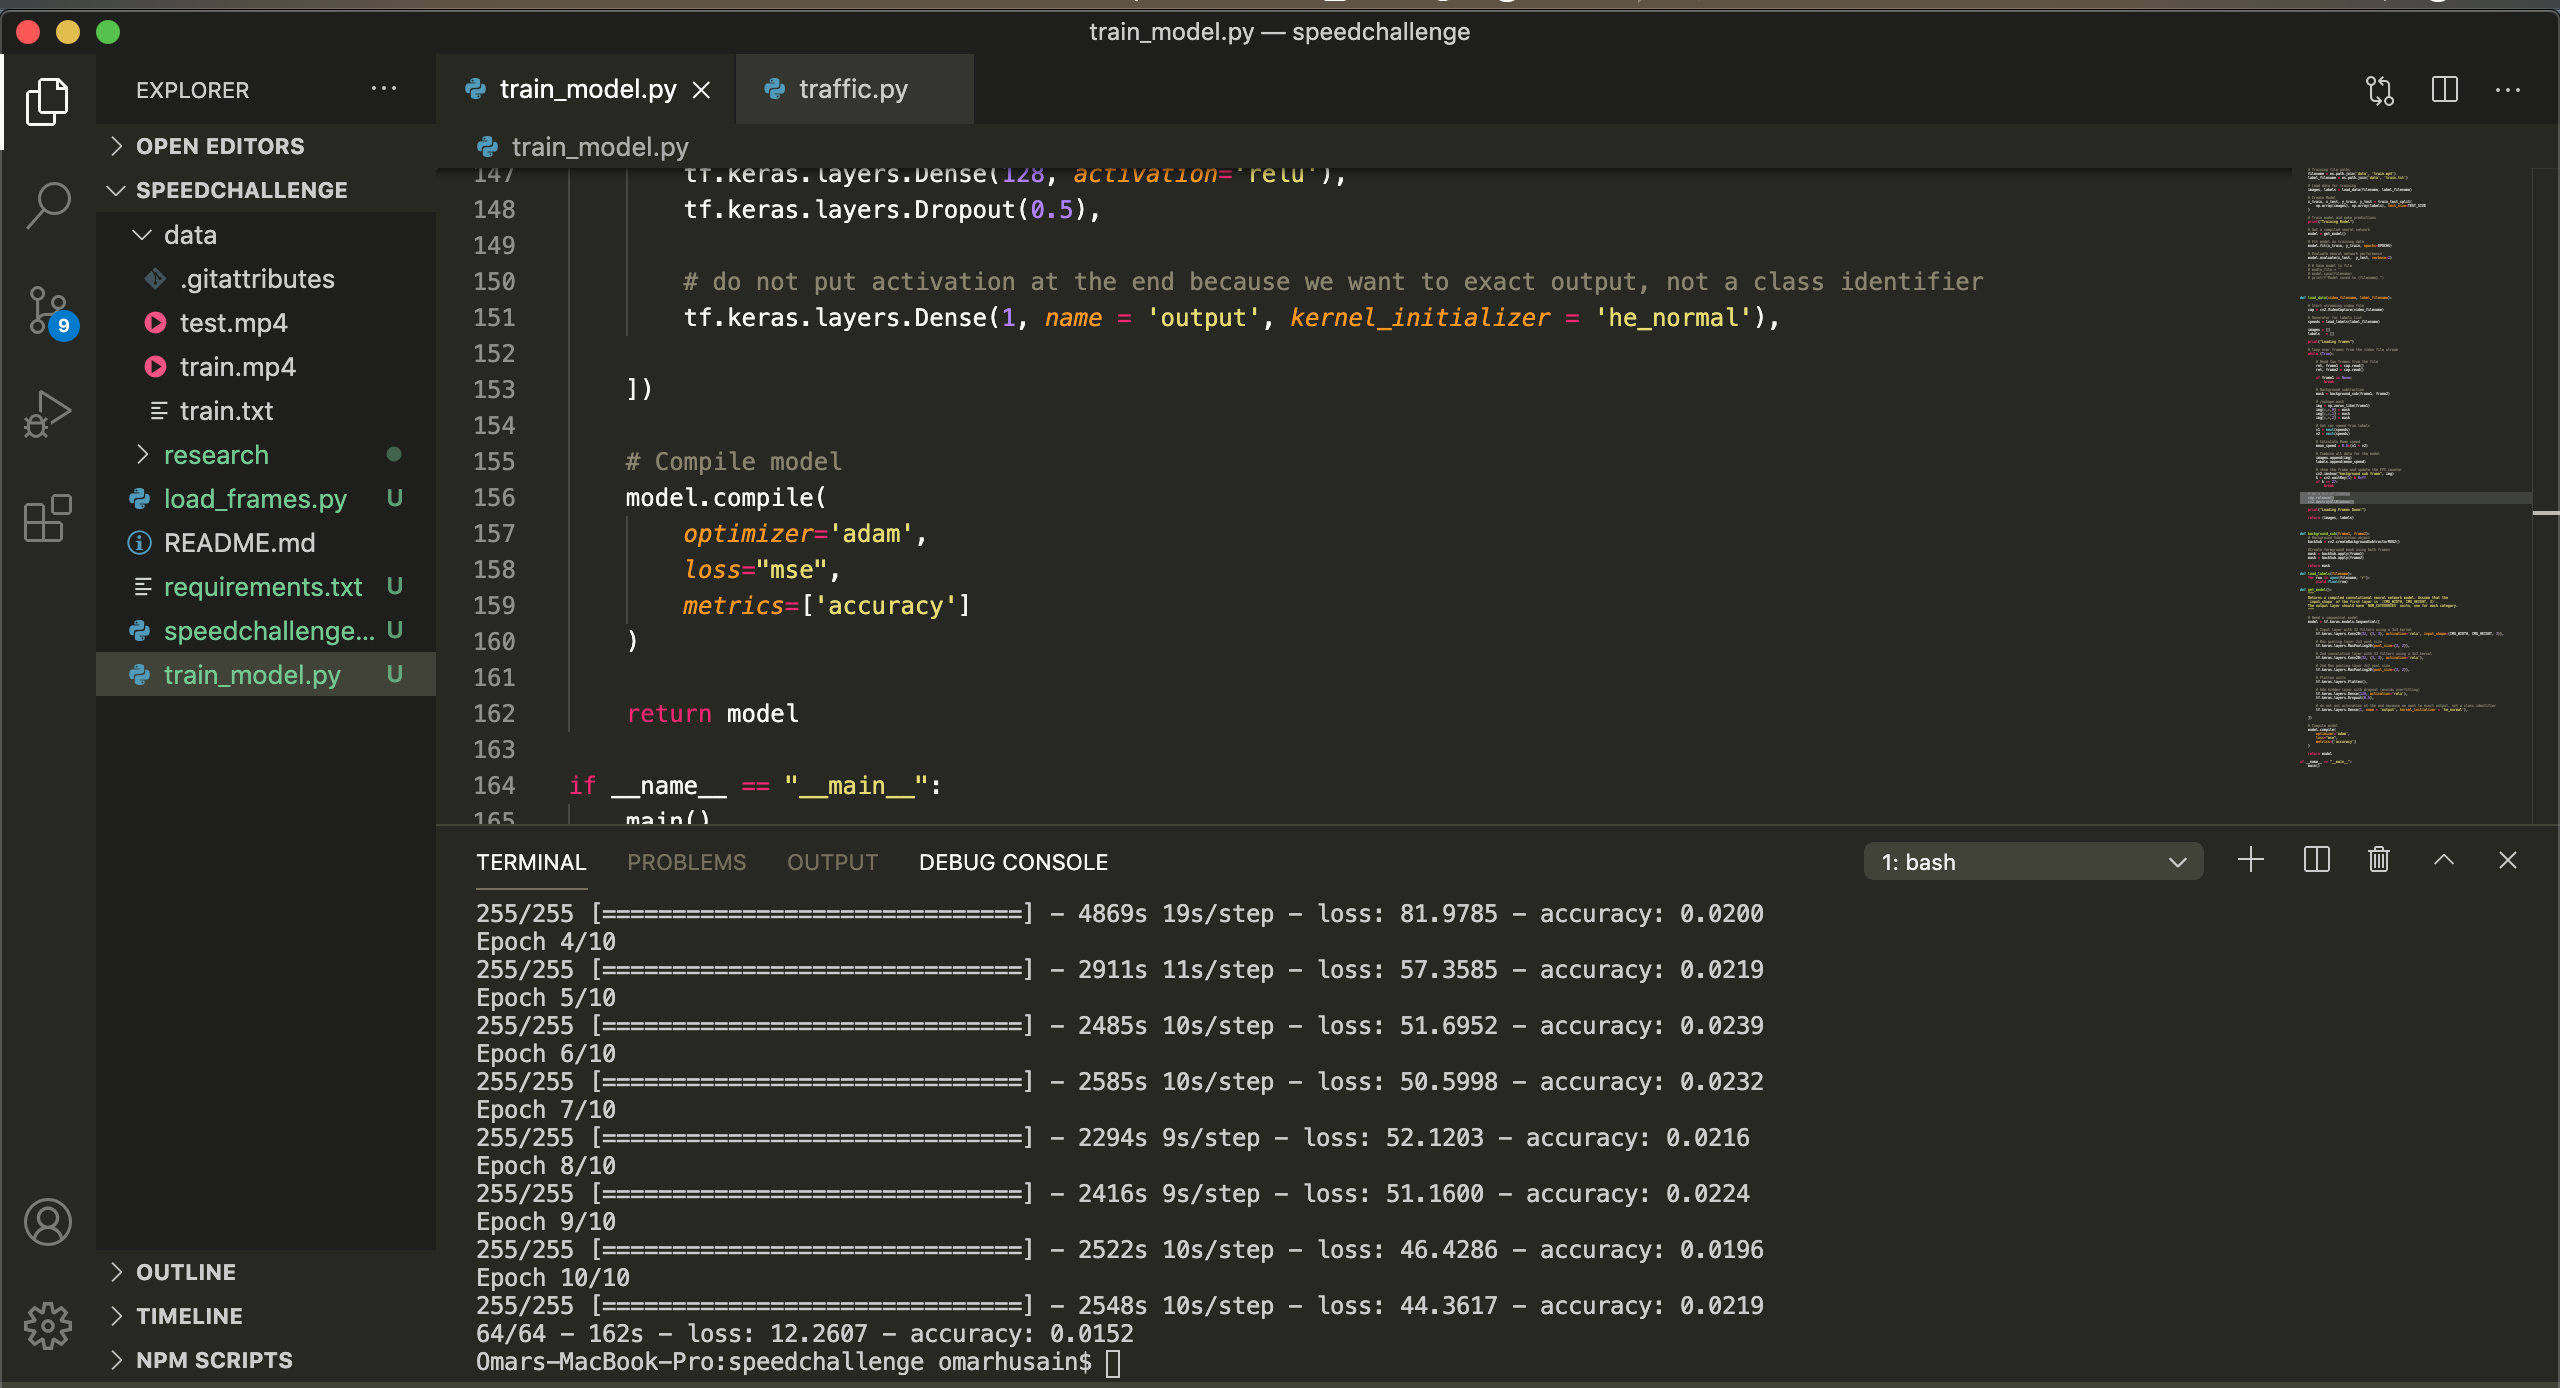 train_model.py — speedchallenge
EXPLORER
OPEN EDITORS
SPEEDCHALLENGE
data
.gitattributes
test.mp4
train.mp4
train.txt
research
load_frames.py U
README.md
requirements.txt U
speedchallenge... U
train_model.py U
9
OUTLINE
TIMELINE
NPM SCRIPTS
train_model.py
traffic.py
train_model.py
147 tf.keras.layers.Dense(128, activation='relu'),
148 tf.keras.layers.Dropout(0.5),
149
150 # do not put activation at the end because we want to exact output, not a class identifier
151 tf.keras.layers.Dense(1, name = 'output', kernel_initializer = 'he_normal'),
152
153 ])
154
155 # Compile model
156 model.compile(
157 optimizer='adam',
158 loss="mse",
159 metrics=['accuracy']
160 )
161
162 return model
163
164 if __name__ == "__main__":
165 main()
TERMINAL PROBLEMS OUTPUT DEBUG CONSOLE
1: bash
255/255 [==============================] - 4869s 19s/step - loss: 81.9785 - accuracy: 0.0200
Epoch 4/10
255/255 [==============================] - 2911s 11s/step - loss: 57.3585 - accuracy: 0.0219
Epoch 5/10
255/255 [==============================] - 2485s 10s/step - loss: 51.6952 - accuracy: 0.0239
Epoch 6/10
255/255 [==============================] - 2585s 10s/step - loss: 50.5998 - accuracy: 0.0232
Epoch 7/10
255/255 [==============================] - 2294s 9s/step - loss: 52.1203 - accuracy: 0.0216
Epoch 8/10
255/255 [==============================] - 2416s 9s/step - loss: 51.1600 - accuracy: 0.0224
Epoch 9/10
255/255 [==============================] - 2522s 10s/step - loss: 46.4286 - accuracy: 0.0196
Epoch 10/10
255/255 [==============================] - 2548s 10s/step - loss: 44.3617 - accuracy: 0.0219
64/64 - 162s - loss: 12.2607 - accuracy: 0.0152
Omars-MacBook-Pro:speedchallenge omarhusain$